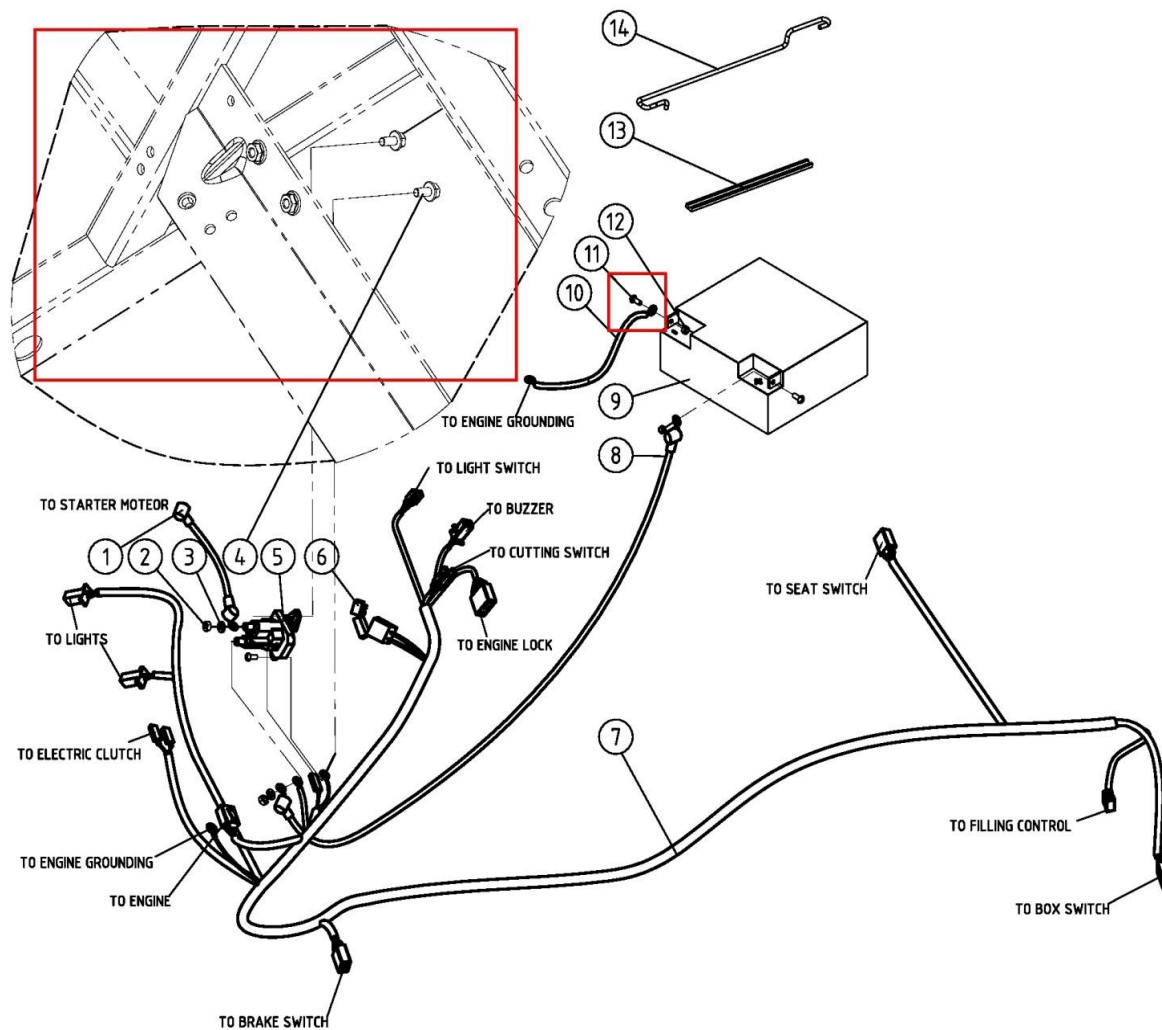 14
13
12
11
10
9
TO ENGINE GROUNDING
8
TO LIGHT SWITCH
TO STARTER MOTEOR
TO BUZZER
1 2 3 4 5 6
TO CUTTING SWITCH
TO SEAT SWITCH
TO LIGHTS
TO ENGINE LOCK
7
TO ELECTRIC CLUTCH
TO FILLING CONTROL
TO ENGINE GROUNDING
TO ENGINE
TO BOX SWITCH
TO BRAKE SWITCH